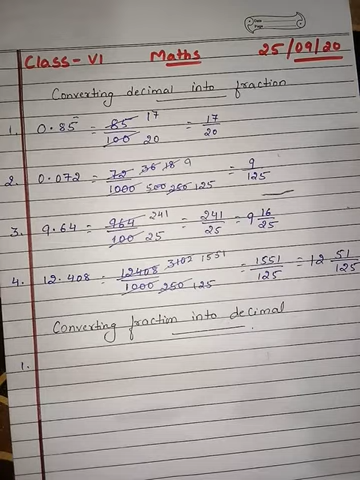 Date
Page
Class - VI Maths 25/09/20
Converting decimal into fraction
1. 0.85 = 85/100 17/20 = 17/20
2. 0.072 = 72/1000 36/500 18/250 9/125 = 9/125
3. 9.64 = 964/100 241/25 = 241/25 = 9 16/25
4. 12.408 = 12408/1000 3102/250 1551/125 = 1551/125 = 12 51/125
Converting fraction into decimal
1.